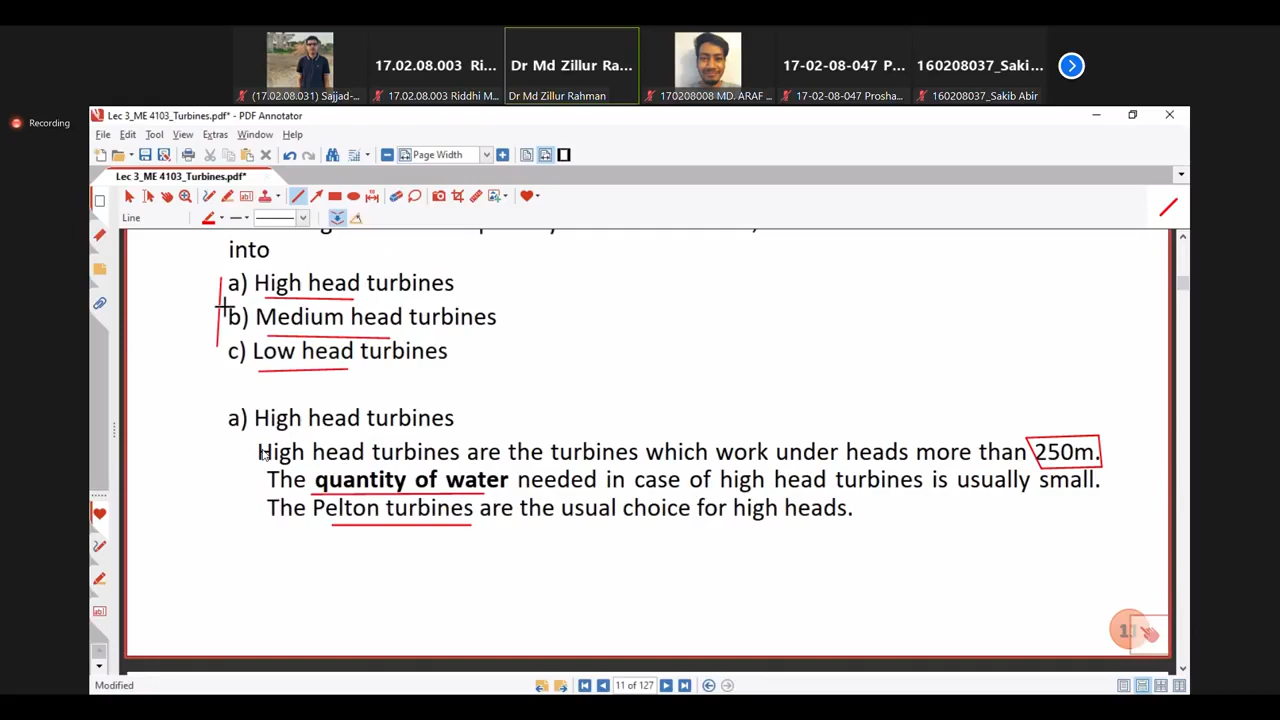 17.02.08.003 Ri...
Dr Md Zillur Ra...
17-02-08-047 P...
160208037_Saki...
(17.02.08.031) Sajjad-...
17.02.08.003 Riddhi M...
Dr Md Zillur Rahman
170208008 MD. ARAF ...
17-02-08-047 Prosha...
160208037_Sakib Abir
Recording
Lec 3_ME 4103_Turbines.pdf* - PDF Annotator
File Edit Tool View Extras Window Help
Page Width
Lec 3_ME 4103_Turbines.pdf*
Line
into
a) High head turbines
b) Medium head turbines
c) Low head turbines
a) High head turbines
High head turbines are the turbines which work under heads more than 250m.
The quantity of water needed in case of high head turbines is usually small.
The Pelton turbines are the usual choice for high heads.
Modified
11 of 127